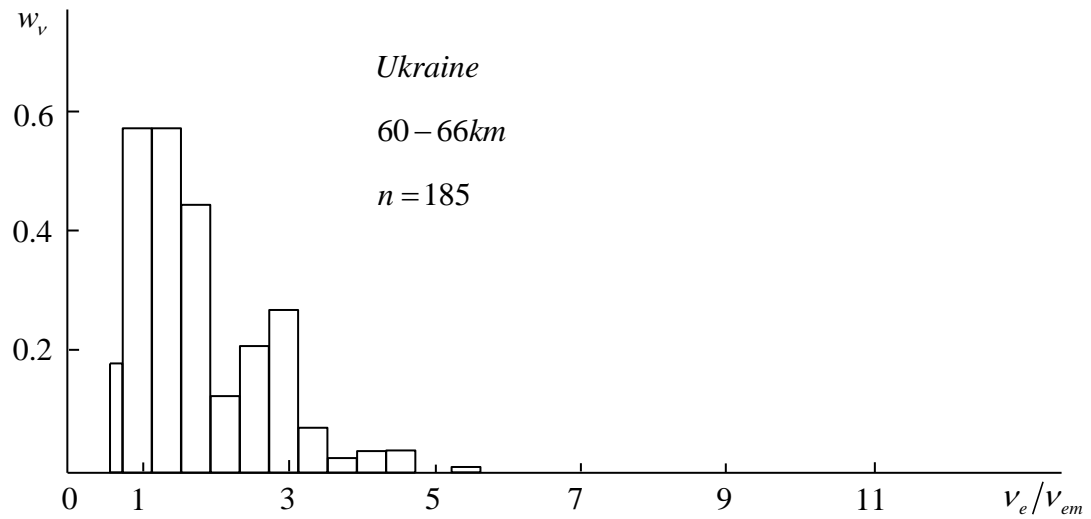 w_ν
Ukraine
0.6
60 – 66km
n = 185
0.4
0.2
0 1 3 5 7 9 11 ν_e/ν_em